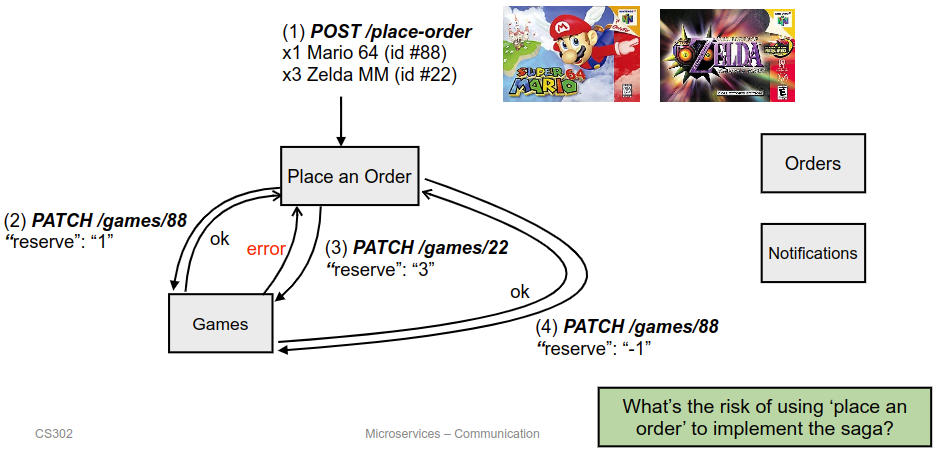 (1) POST /place-order
x1 Mario 64 (id #88)
x3 Zelda MM (id #22)
SUPER
MARIO 64
ZELDA
Place an Order
Orders
(2) PATCH /games/88
“reserve”: “1”
ok
error
(3) PATCH /games/22
“reserve”: “3”
Notifications
Games
ok
(4) PATCH /games/88
“reserve”: “-1”
What’s the risk of using ‘place an
order’ to implement the saga?
CS302
Microservices – Communication